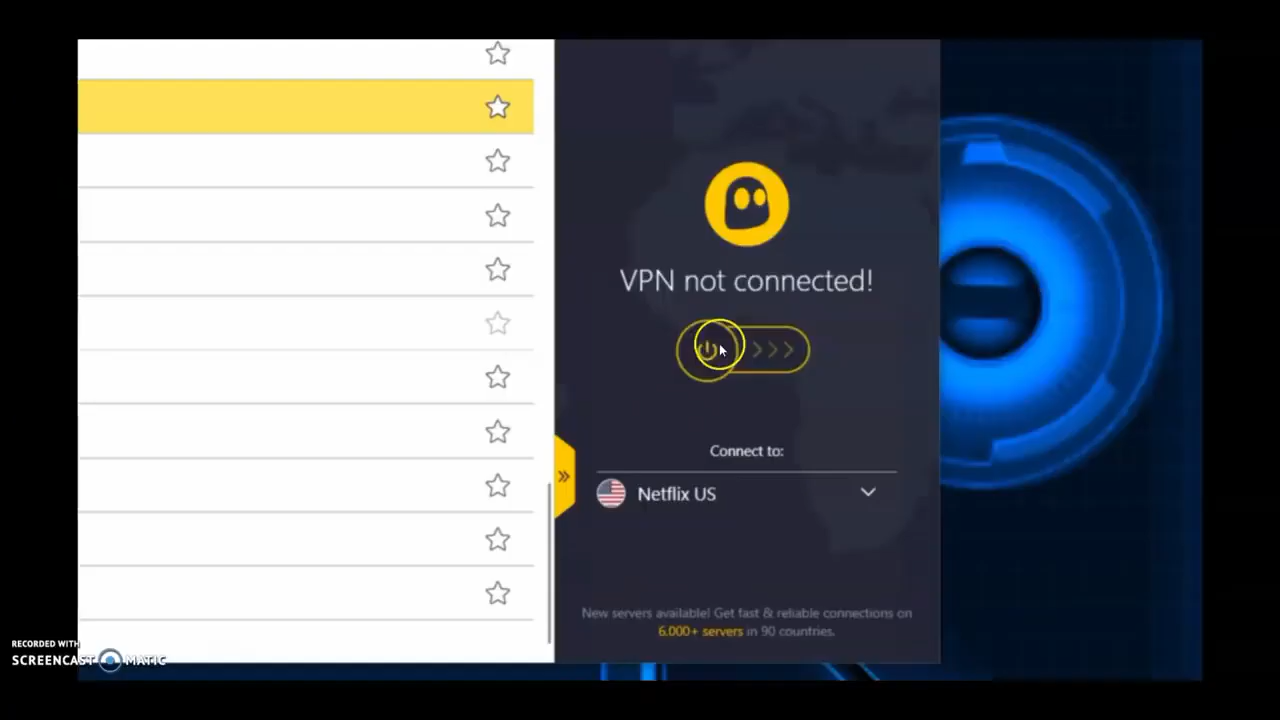 VPN not connected!
Connect to:
Netflix US
New servers available! Get fast & reliable connections on
6.000+ servers in 90 countries.
RECORDED WITH
SCREENCAST MATIC